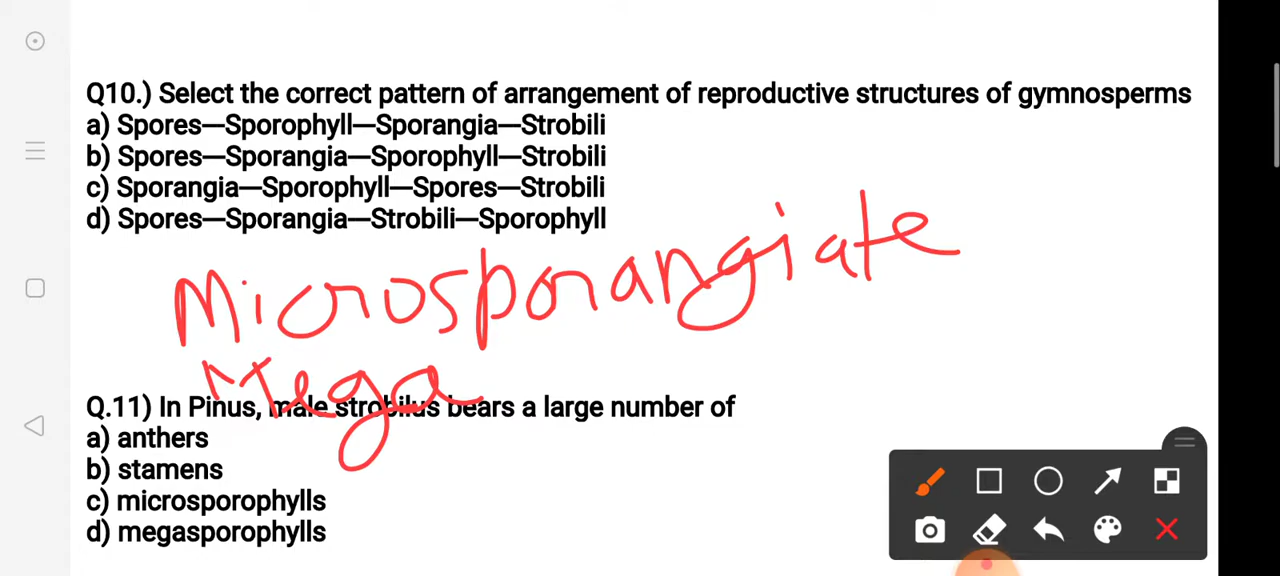 Q10.) Select the correct pattern of arrangement of reproductive structures of gymnosperms
a) Spores—Sporophyll—Sporangia—Strobili
b) Spores—Sporangia—Sporophyll—Strobili
c) Sporangia—Sporophyll—Spores—Strobili
d) Spores—Sporangia—Strobili—Sporophyll
Microsporangiate
Mega
Q.11) In Pinus, male strobilus bears a large number of
a) anthers
b) stamens
c) microsporophylls
d) megasporophylls